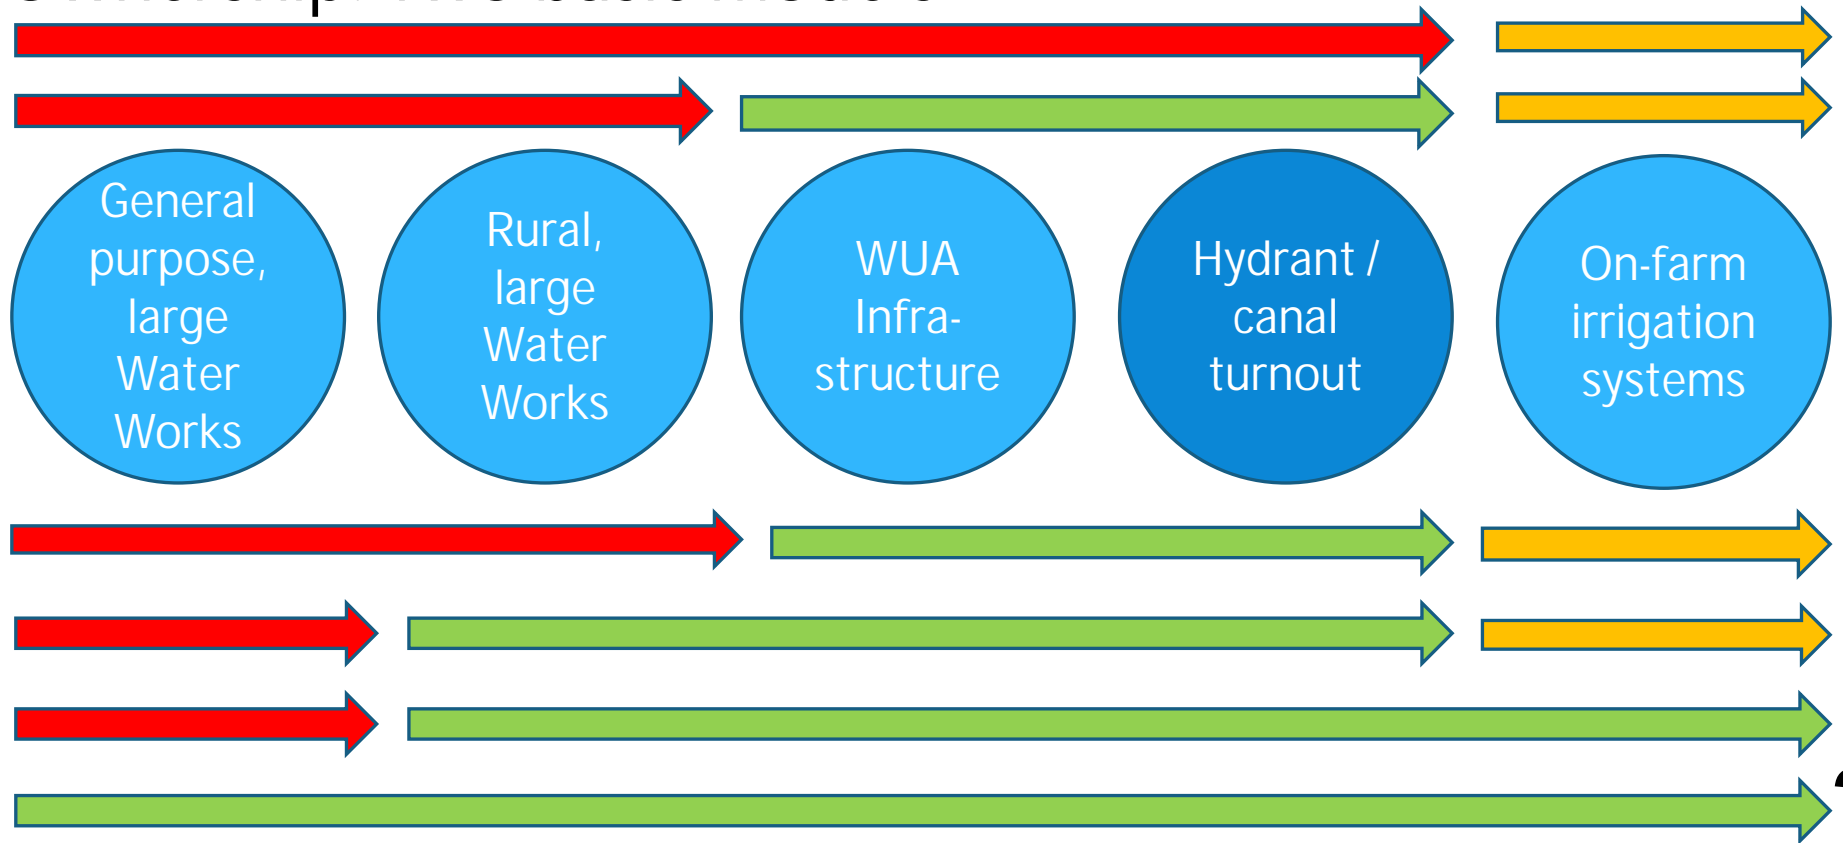 General
purpose,
large
Water
Works
Rural,
large
Water
Works
WUA
Infra-
structure
Hydrant /
canal
turnout
On-farm
irrigation
systems